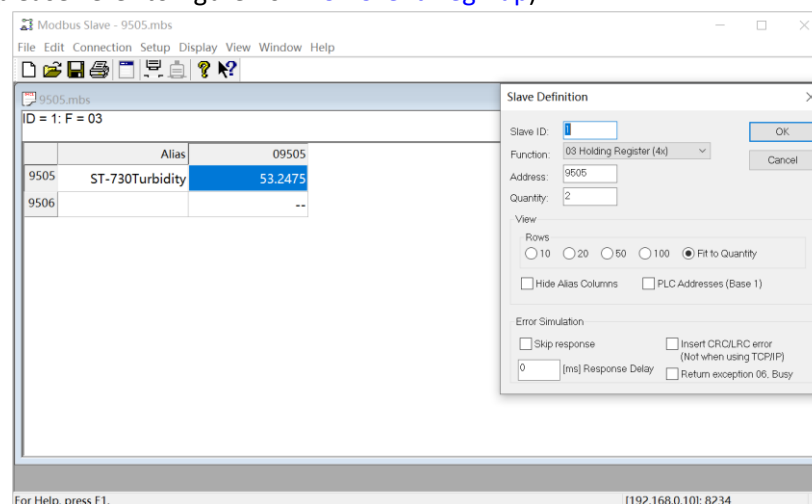 Modbus Slave - 9505.mbs
File Edit Connection Setup Display View Window Help
9505.mbs
ID = 1: F = 03
Alias 09505
9505 ST-730Turbidity 53.2475
9506 --
Slave Definition
Slave ID: 1 OK
Function: 03 Holding Register (4x) Cancel
Address: 9505
Quantity: 2
View
Rows
10 20 50 100 Fit to Quantity
Hide Alias Columns PLC Addresses (Base 1)
Error Simulation
Skip response Insert CRC/LRC error
(Not when using TCP/IP)
0 [ms] Response Delay Return exception 06, Busy
For Help, press F1. [192.168.0.10]: 8234